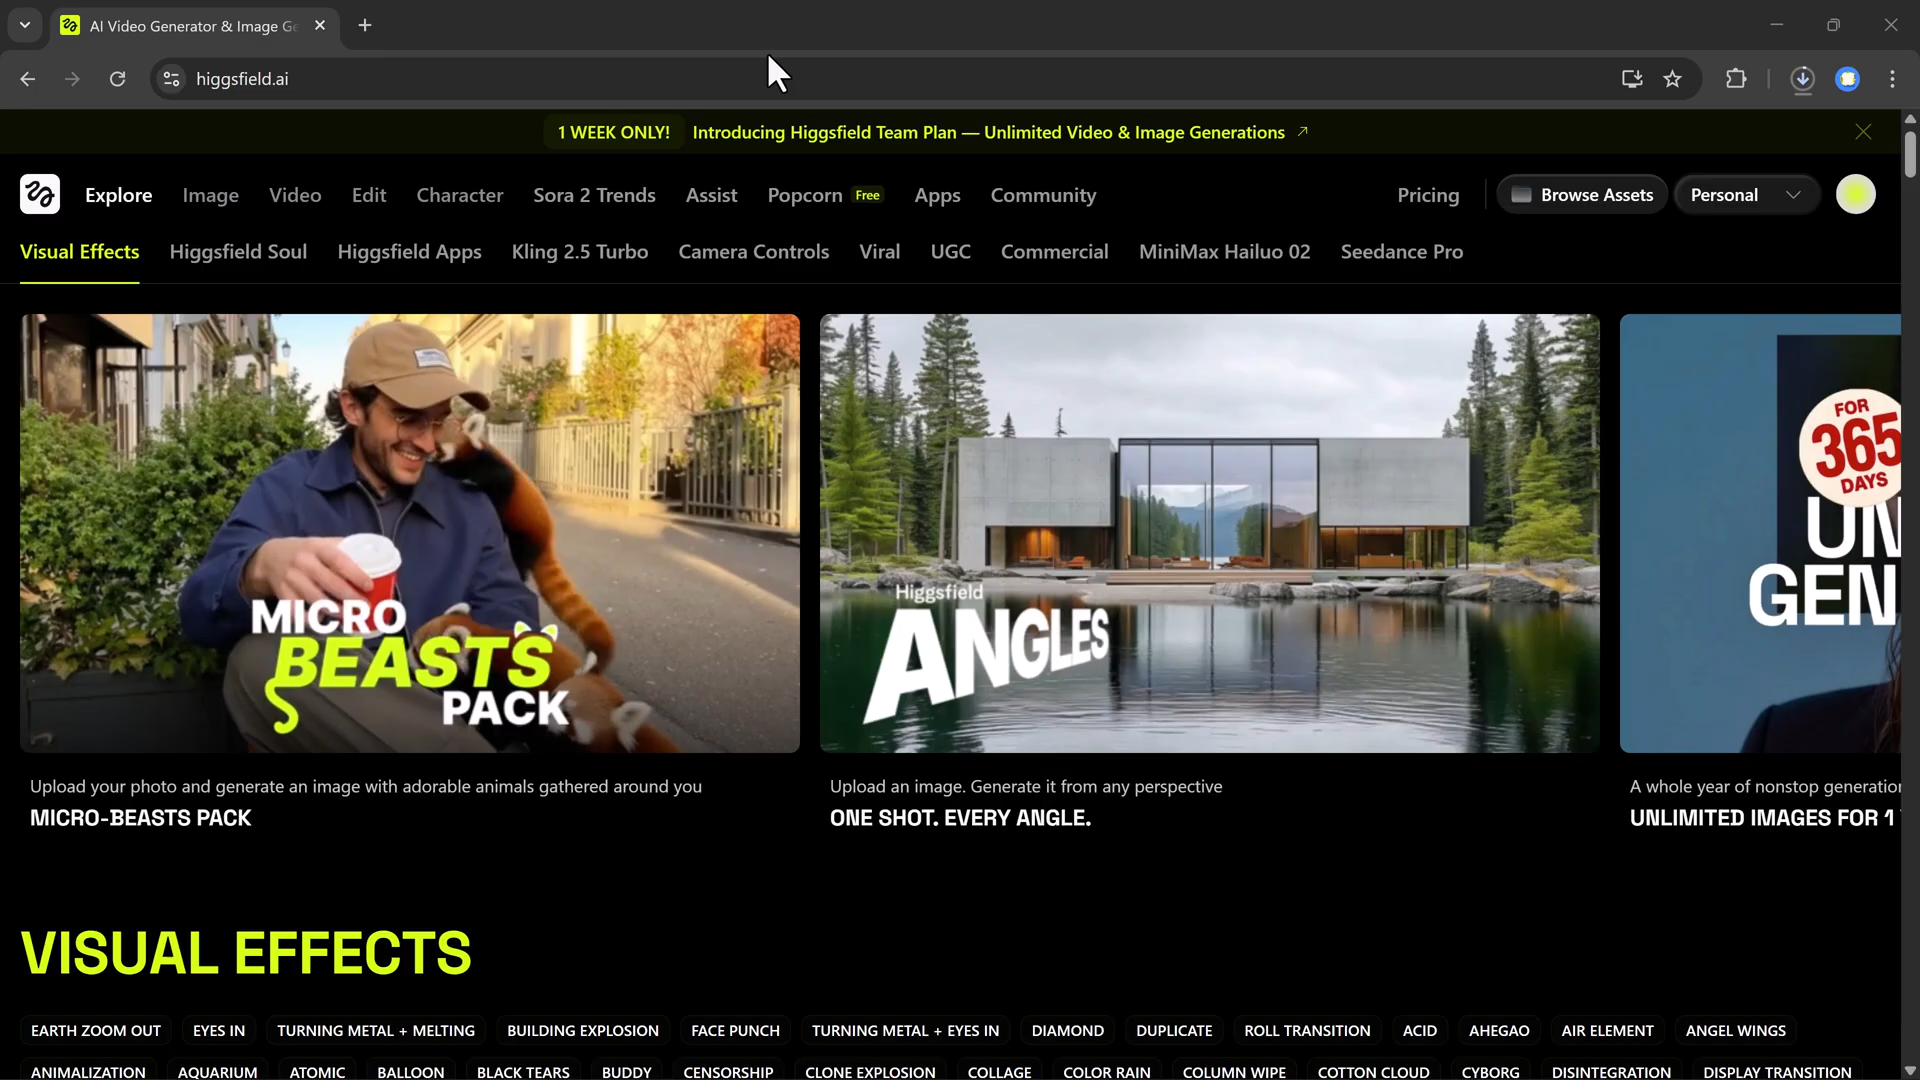 AI Video Generator & Image Ge
higgsfield.ai
1 WEEK ONLY! Introducing Higgsfield Team Plan — Unlimited Video & Image Generations
Explore Image Video Edit Character Sora 2 Trends Assist Popcorn Free Apps Community Pricing Browse Assets Personal
Visual Effects Higgsfield Soul Higgsfield Apps Kling 2.5 Turbo Camera Controls Viral UGC Commercial MiniMax Hailuo 02 Seedance Pro
MICRO
BEASTS
PACK
Higgsfield
ANGLES
FOR
365
DAYS
UN
GEN
Upload your photo and generate an image with adorable animals gathered around you
MICRO-BEASTS PACK
Upload an image. Generate it from any perspective
ONE SHOT. EVERY ANGLE.
A whole year of nonstop generation
UNLIMITED IMAGES FOR 1
VISUAL EFFECTS
EARTH ZOOM OUT EYES IN TURNING METAL + MELTING BUILDING EXPLOSION FACE PUNCH TURNING METAL + EYES IN DIAMOND DUPLICATE ROLL TRANSITION ACID AHEGAO AIR ELEMENT ANGEL WINGS
ANIMALIZATION AQUARIUM ATOMIC BALLOON BLACK TEARS BUDDY CENSORSHIP CLONE EXPLOSION COLLAGE COLOR RAIN COLUMN WIPE COTTON CLOUD CYBORG DISINTEGRATION DISPLAY TRANSITION